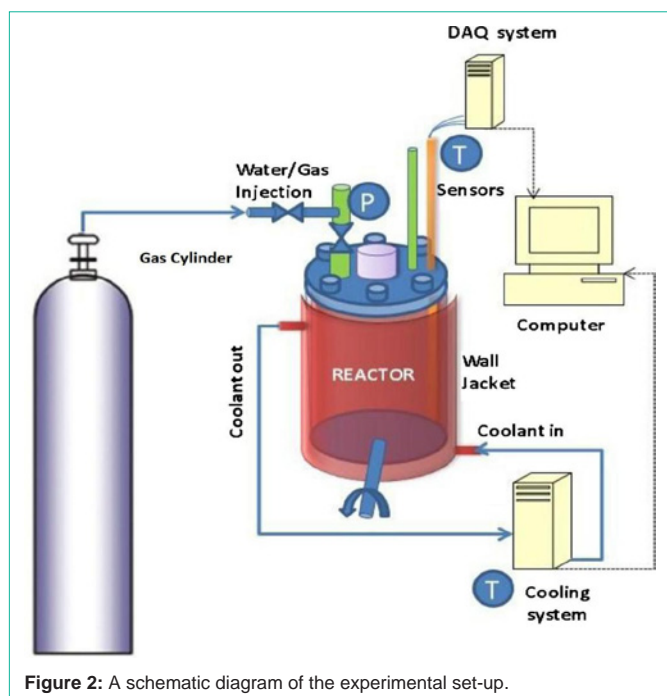 DAQ system
T
Sensors
Water/Gas
Injection
P
Gas Cylinder
Computer
REACTOR
Wall
Jacket
Coolant out
Coolant in
T
Cooling
system
Figure 2: A schematic diagram of the experimental set-up.